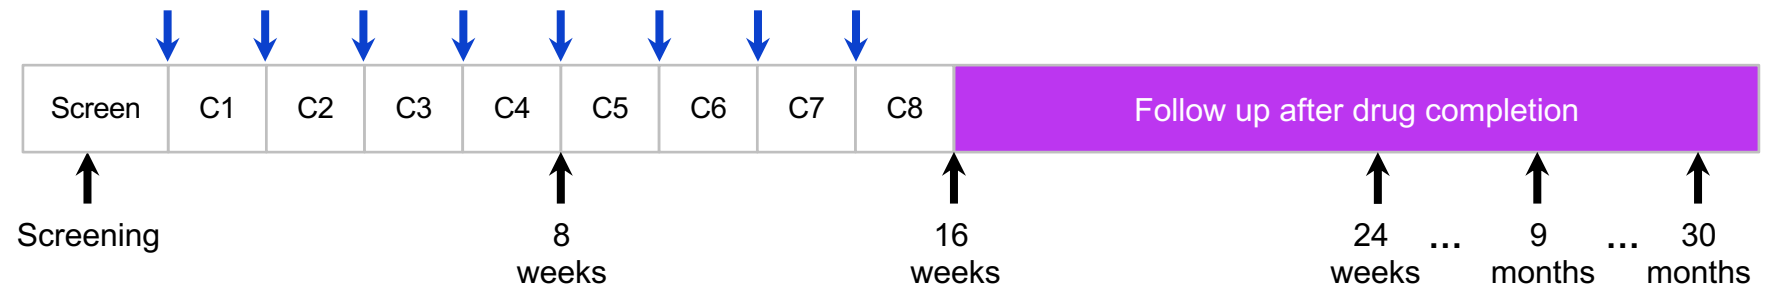 Screen C1 C2 C3 C4 C5 C6 C7 C8 Follow up after drug completion
Screening 8 16 24 ... 9 ... 30
weeks weeks weeks months months